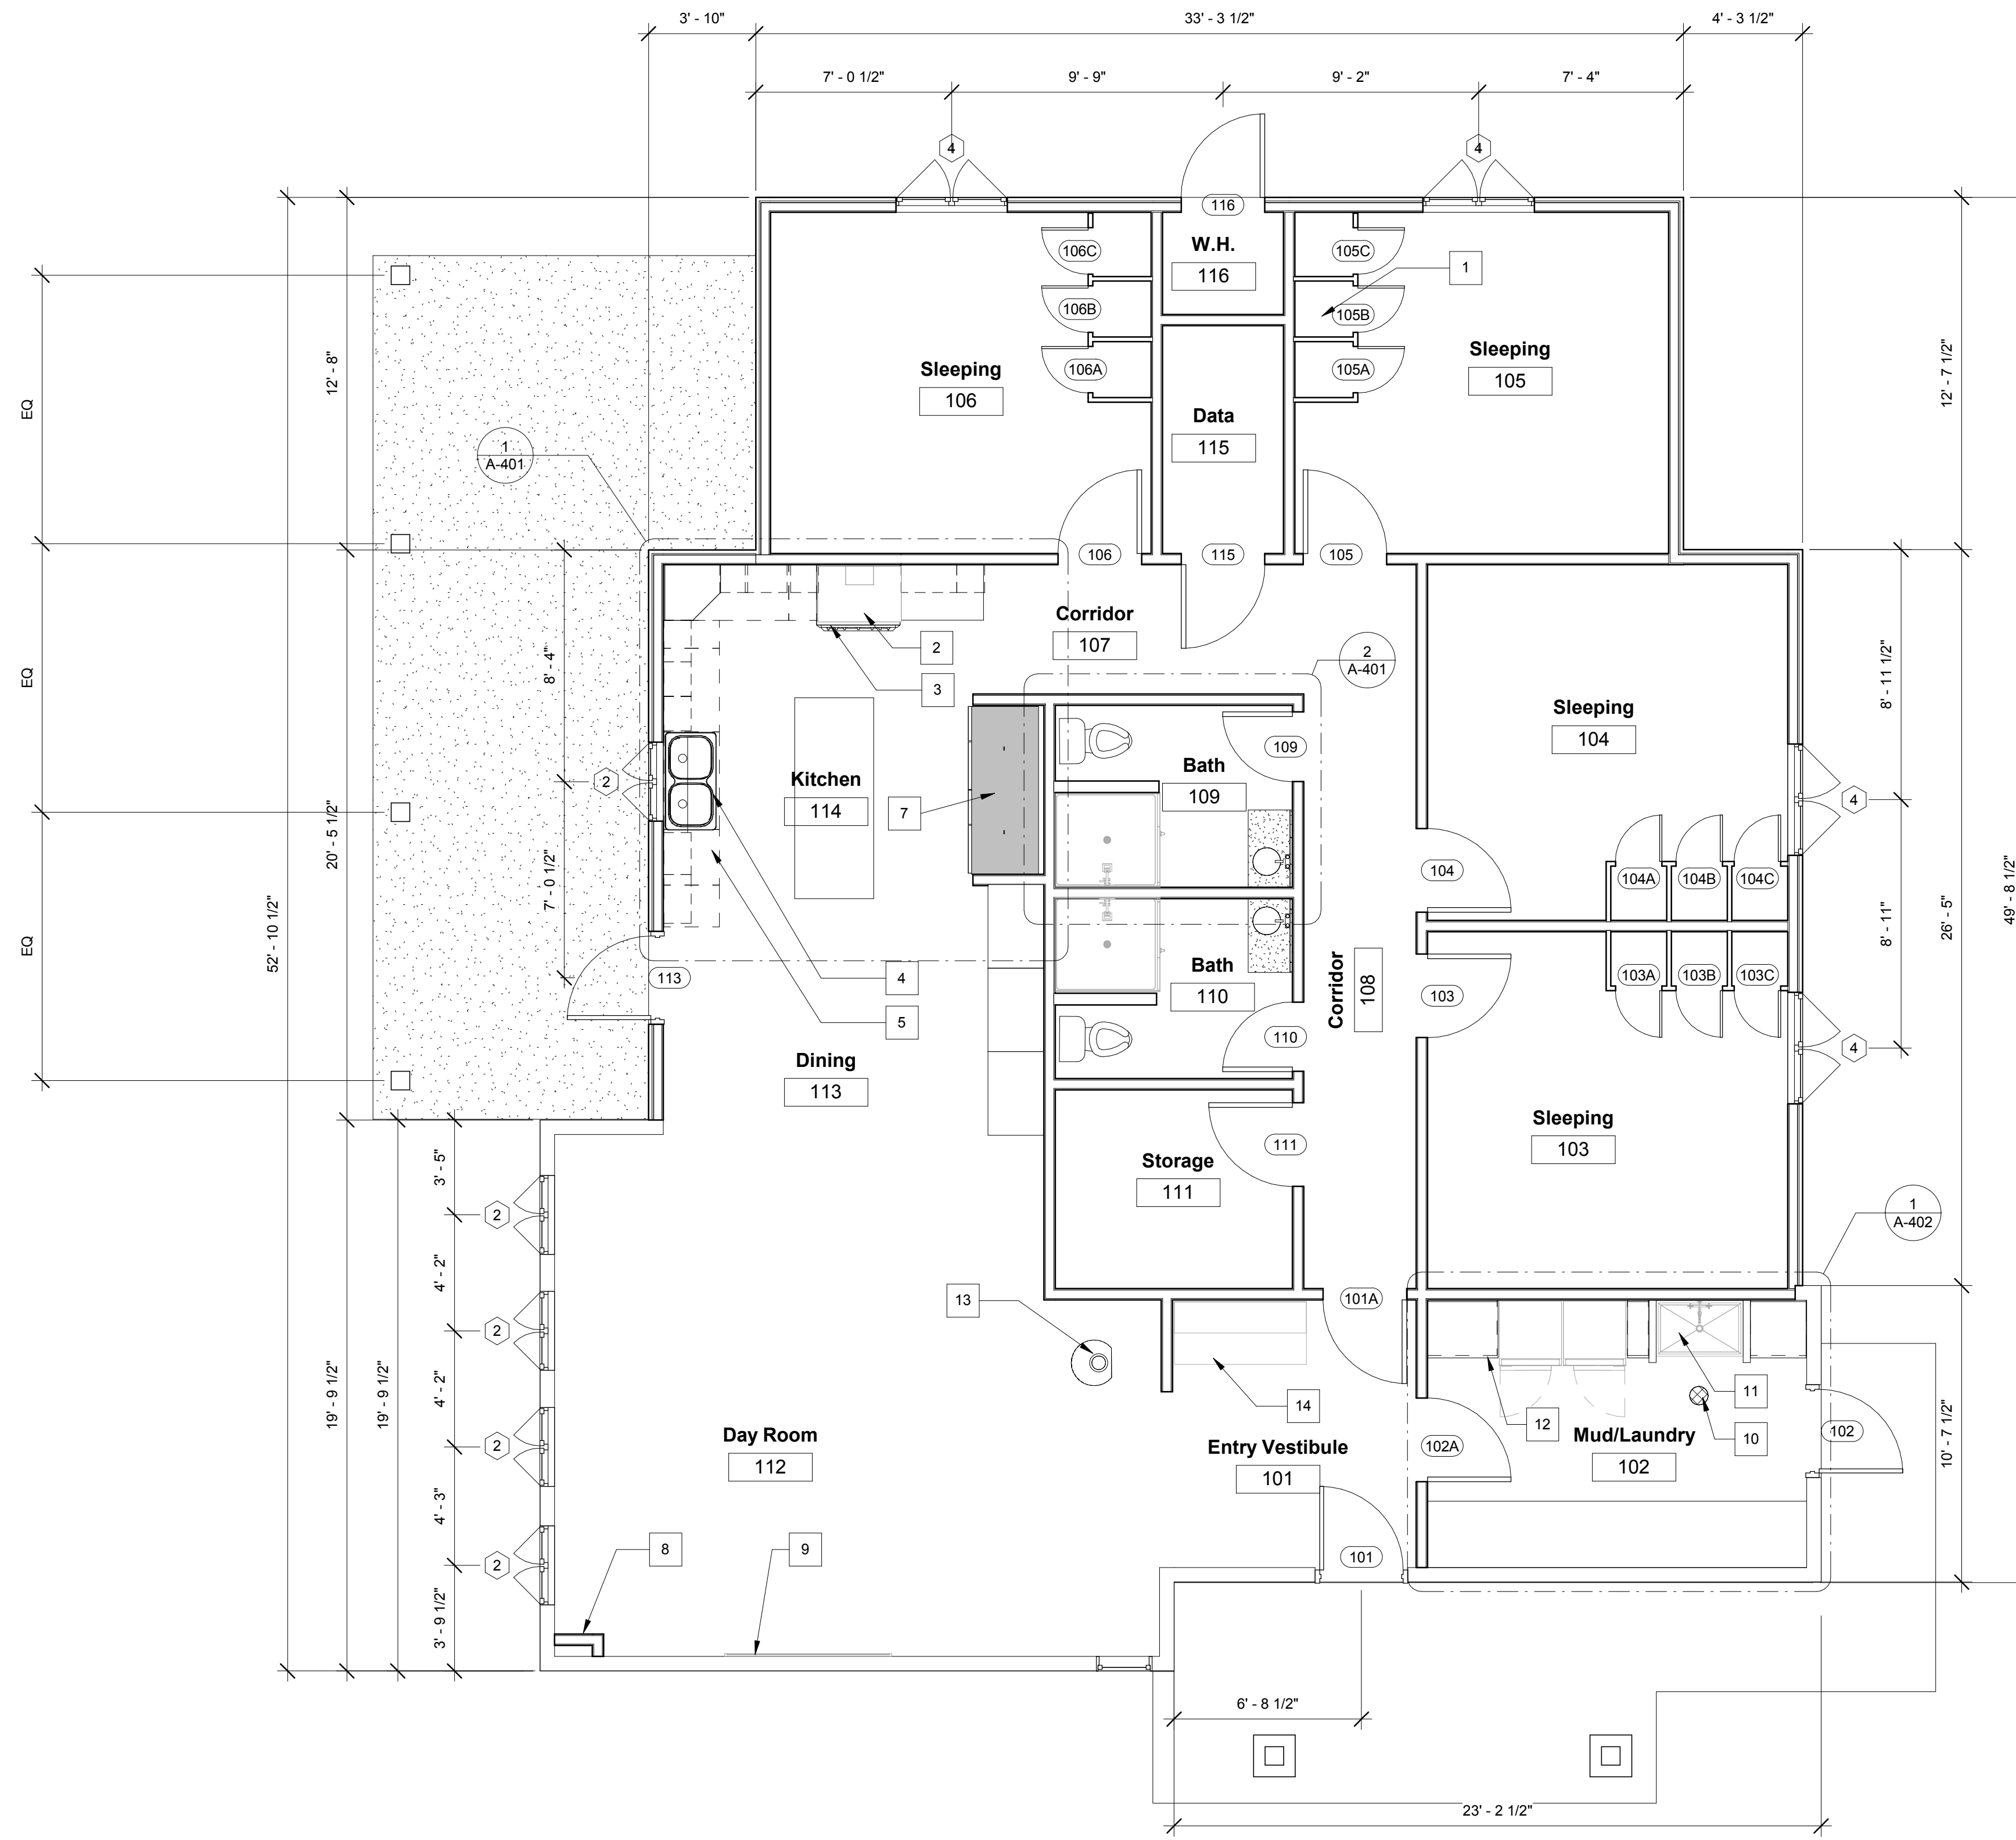 3' - 10"
33' - 3 1/2"
4' - 3 1/2"
7' - 0 1/2"
9' - 9"
9' - 2"
7' - 4"
4
4
116
W.H.
116
106C
105C
1
106B
105B
106A
105A
Sleeping
106
Sleeping
105
Data
115
12' - 8"
12' - 7 1/2"
EQ
1
A-401
106
115
105
Corridor
107
2
3
2
A-401
8' - 4"
8' - 11 1/2"
EQ
Sleeping
104
109
Kitchen
114
Bath
109
2
7
4
20' - 5 1/2"
7' - 0 1/2"
104
104A
104B
104C
52' - 10 1/2"
EQ
8' - 11"
26' - 5"
49' - 8 1/2"
113
4
Bath
110
Corridor
108
103
103A
103B
103C
5
110
4
Dining
113
Sleeping
103
111
Storage
111
3' - 5"
2
1
A-402
4' - 2"
13
101A
2
19' - 9 1/2"
19' - 9 1/2"
4' - 2"
14
12
11
10
Day Room
112
Entry Vestibule
101
102A
Mud/Laundry
102
102
10' - 7 1/2"
2
4' - 3"
8
9
101
2
3' - 9 1/2"
6' - 8 1/2"
23' - 2 1/2"